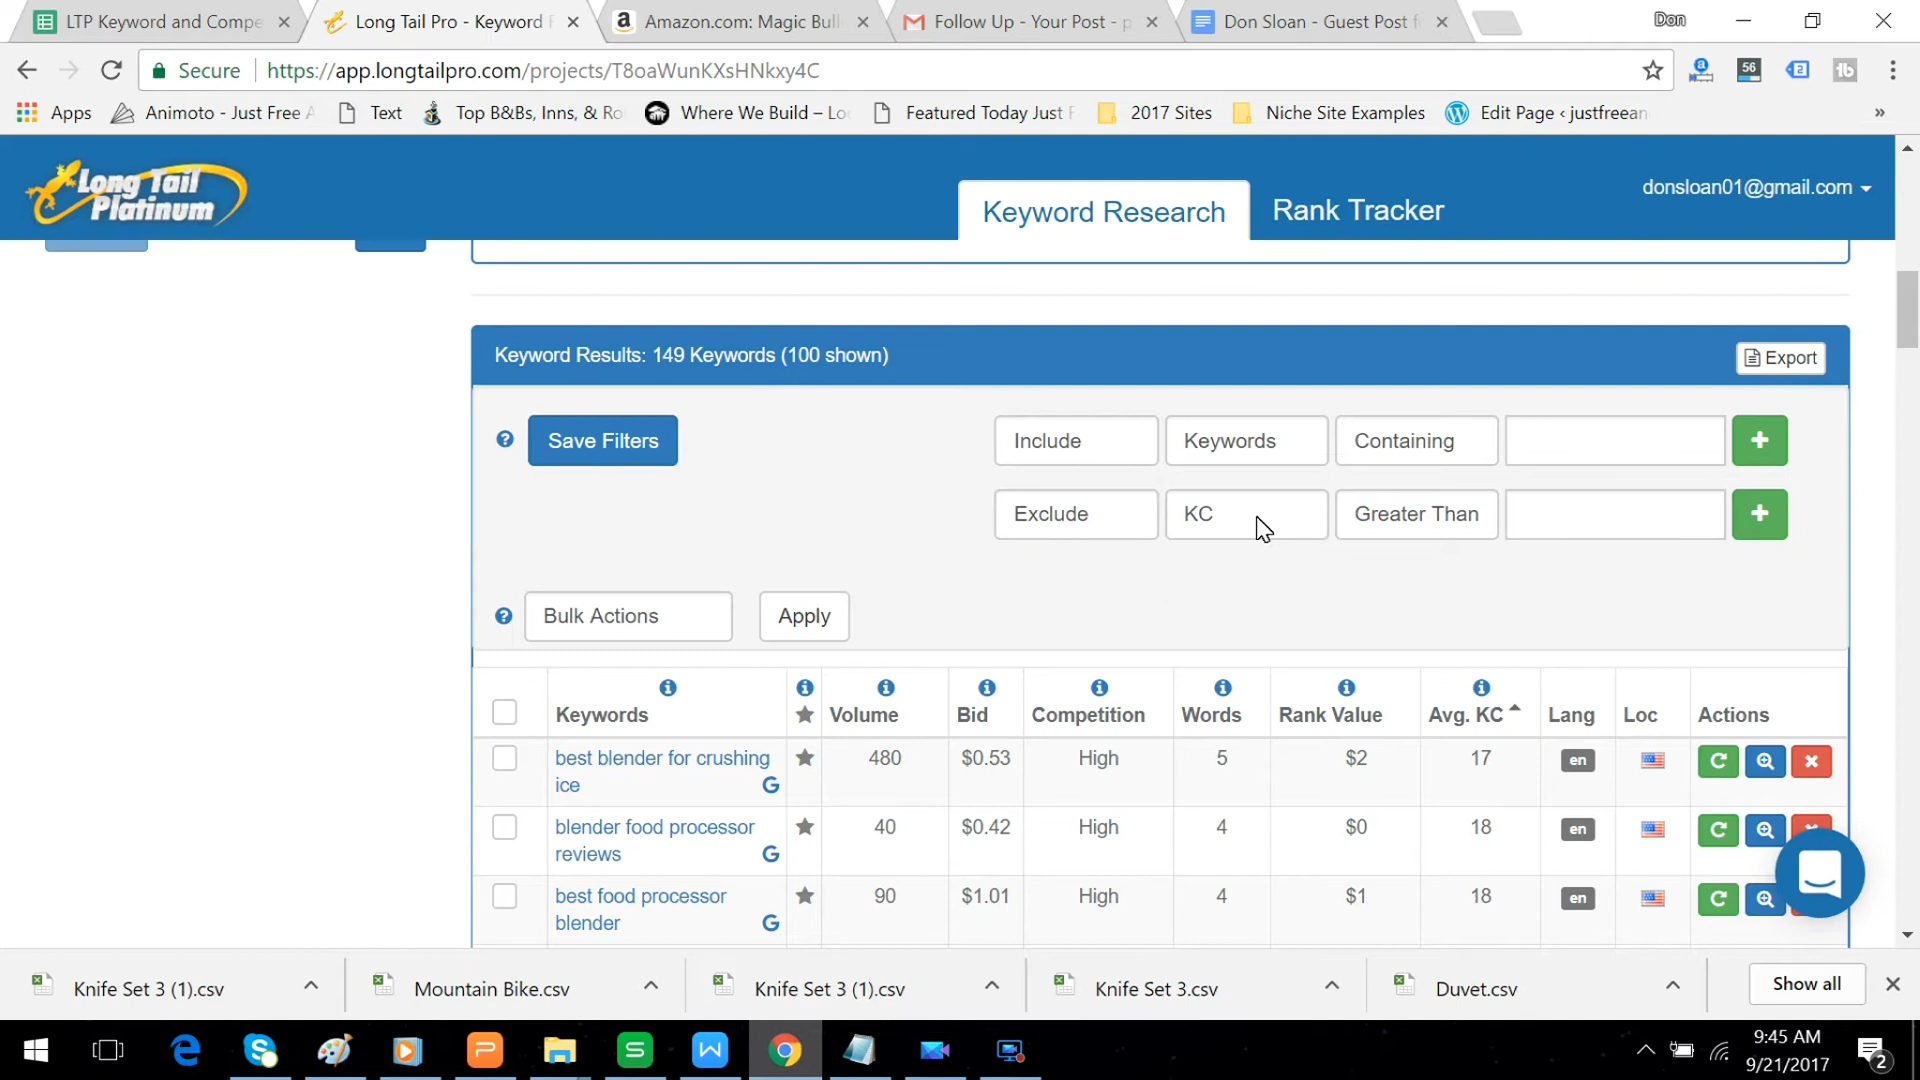 LTP Keyword and Compe
Long Tail Pro - Keyword
Amazon.com: Magic Bul
Follow Up - Your Post - p
Don Sloan - Guest Post f
Don
Secure
https://app.longtailpro.com/projects/T8oaWunKXsHNkxy4C
56
2
Apps
Animoto - Just Free
Text
Top B&Bs, Inns, & Ro
Where We Build – Lo
Featured Today Just
2017 Sites
Niche Site Examples
Edit Page ‹ justfreean
»
Long Tail
Platinum
Keyword Research
Rank Tracker
donsloan01@gmail.com
Keyword Results: 149 Keywords (100 shown)
Export
Save Filters
Include
Keywords
Containing
Exclude
KC
Greater Than
Bulk Actions
Apply
Keywords
Volume
Bid
Competition
Words
Rank Value
Avg. KC
Lang
Loc
Actions
best blender for crushing
ice
480
$0.53
High
5
$2
17
en
blender food processor
reviews
40
$0.42
High
4
$0
18
en
best food processor
blender
90
$1.01
High
4
$1
18
en
Knife Set 3 (1).csv
Mountain Bike.csv
Knife Set 3 (1).csv
Knife Set 3.csv
Duvet.csv
Show all
9:45 AM
9/21/2017
2